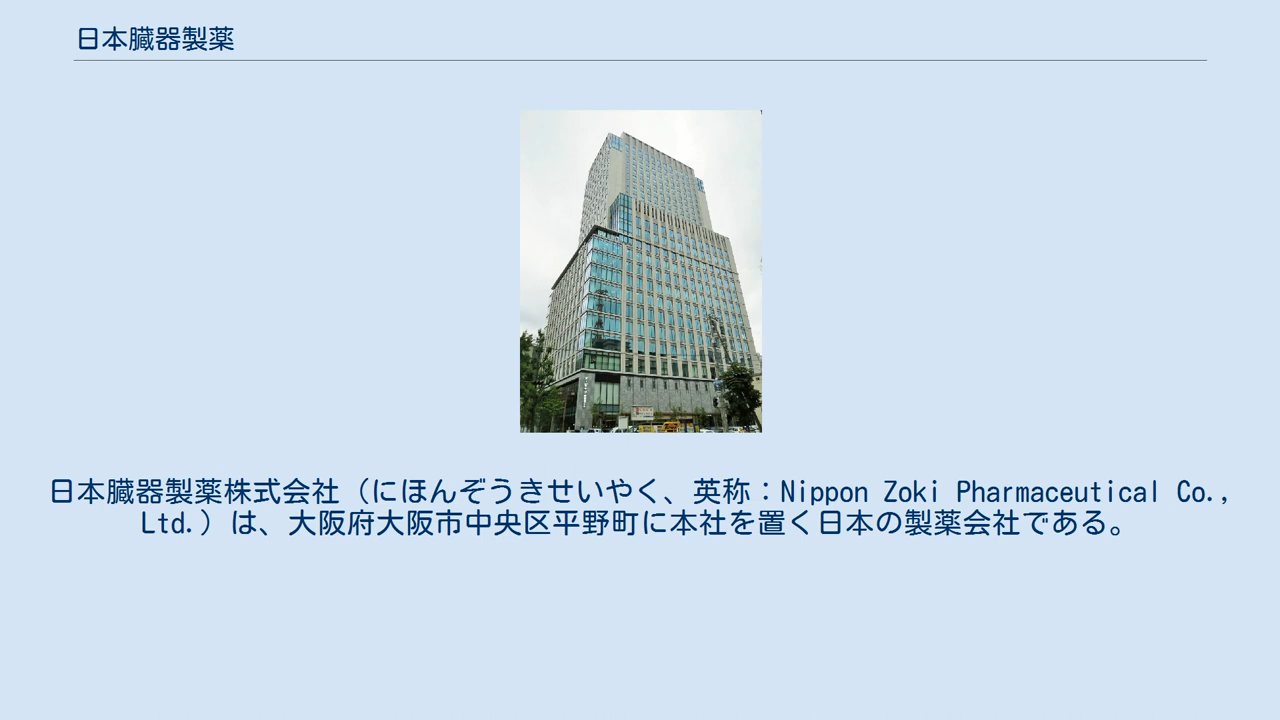 日本臓器製薬
日本臓器製薬株式会社（にほんぞうきせいやく、英称：Nippon Zoki Pharmaceutical Co.,
Ltd.）は、大阪府大阪市中央区平野町に本社を置く日本の製薬会社である。